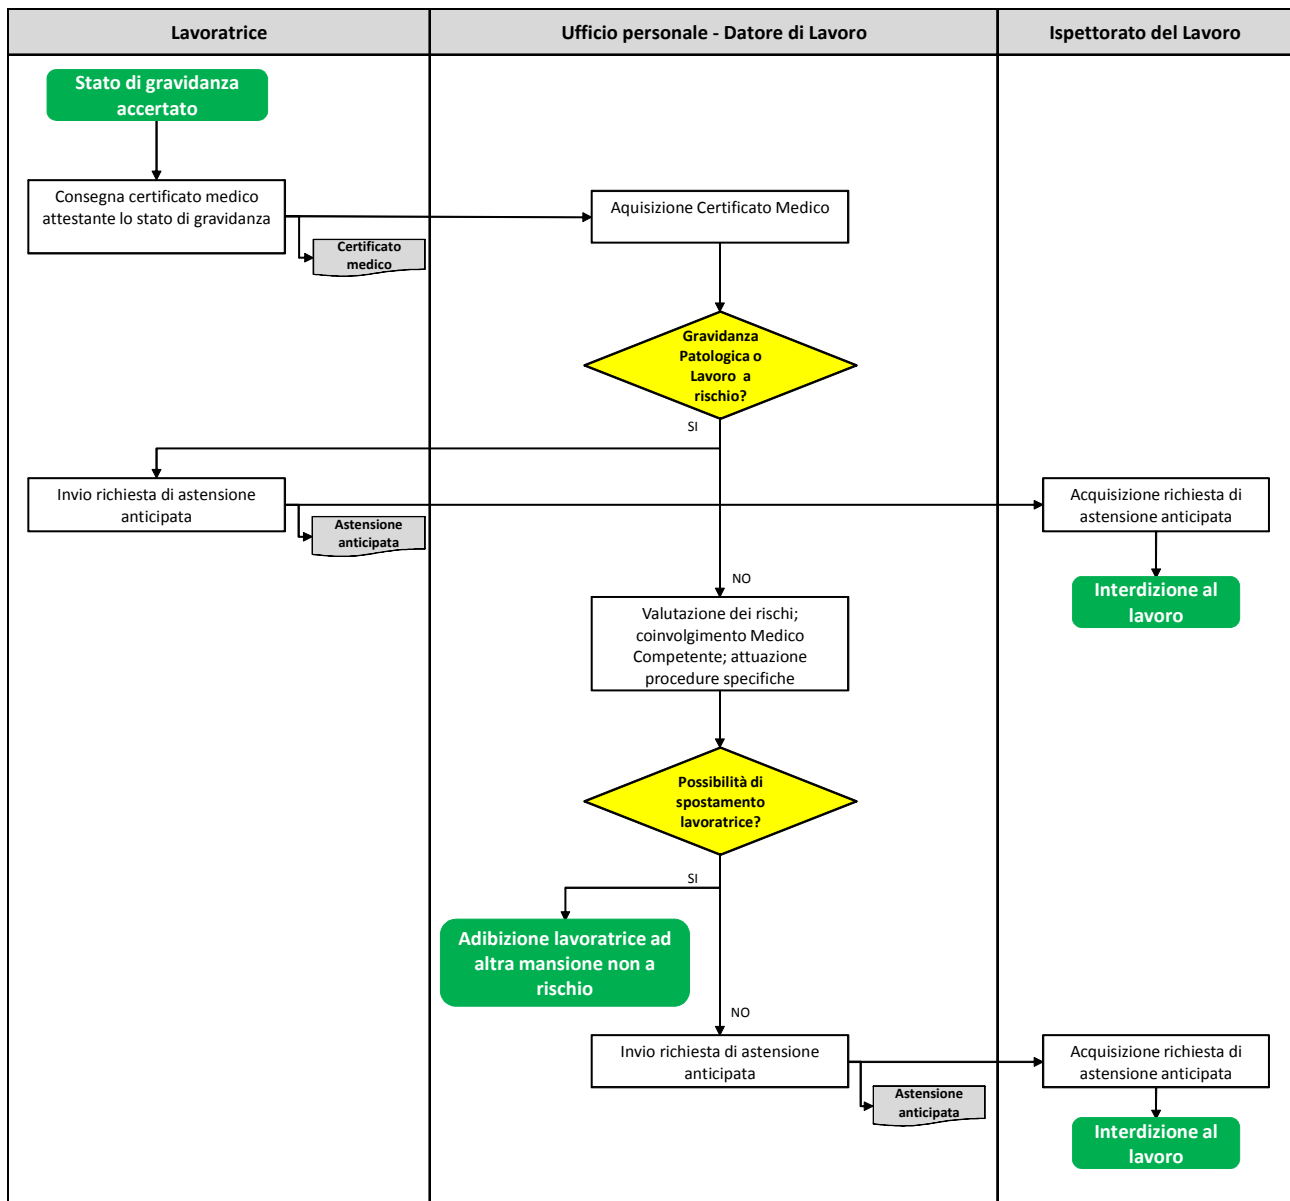 Lavoratrice
Ufficio personale - Datore di Lavoro
Ispettorato del Lavoro
Stato di gravidanza
accertato
Consegna certificato medico
attestante lo stato di gravidanza
Certificato
medico
Aquisizione Certificato Medico
Gravidanza
Patologica o
Lavoro a
rischio?
SI
Invio richiesta di astensione
anticipata
Astensione
anticipata
Acquisizione richiesta di
astensione anticipata
Interdizione al
lavoro
NO
Valutazione dei rischi;
coinvolgimento Medico
Competente; attuazione
procedure specifiche
Possibilità di
spostamento
lavoratrice?
SI
Adibizione lavoratrice ad
altra mansione non a
rischio
NO
Invio richiesta di astensione
anticipata
Astensione
anticipata
Acquisizione richiesta di
astensione anticipata
Interdizione al
lavoro